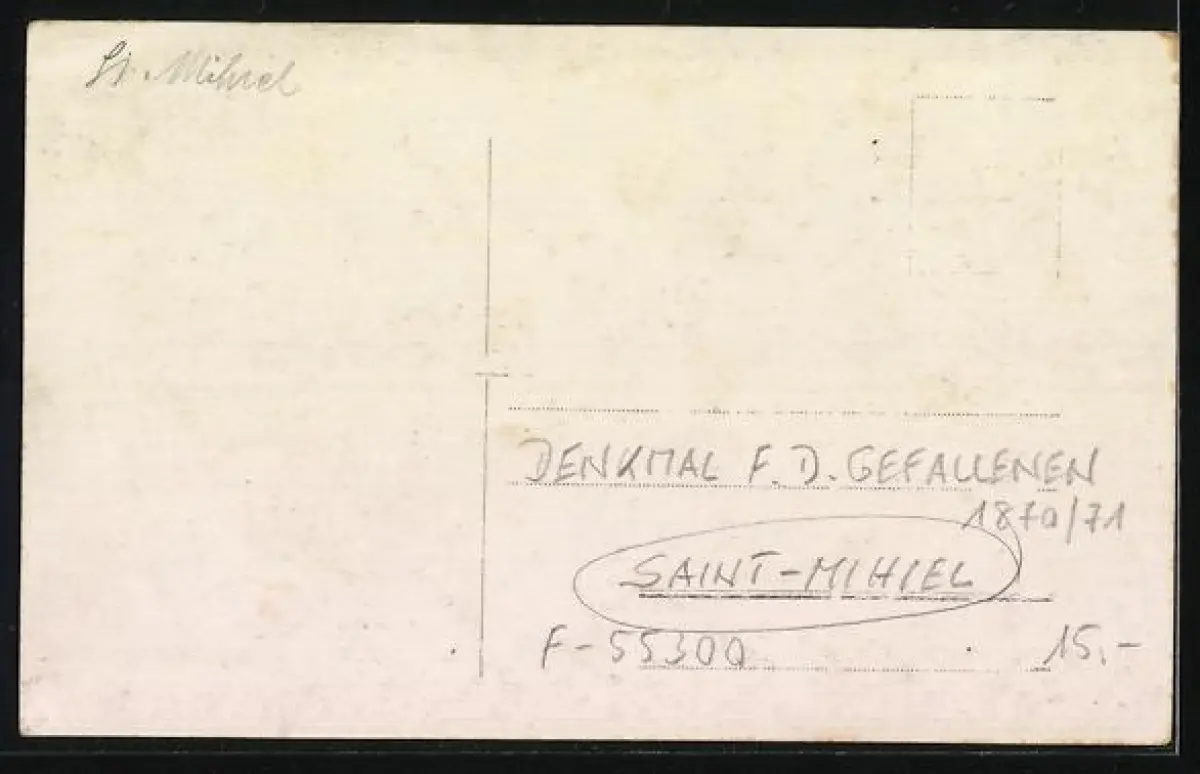 St. Mihiel
DENKMAL F. D. GEFALLENEN
1870/71
SAINT-MIHIEL
F-55300 15.-